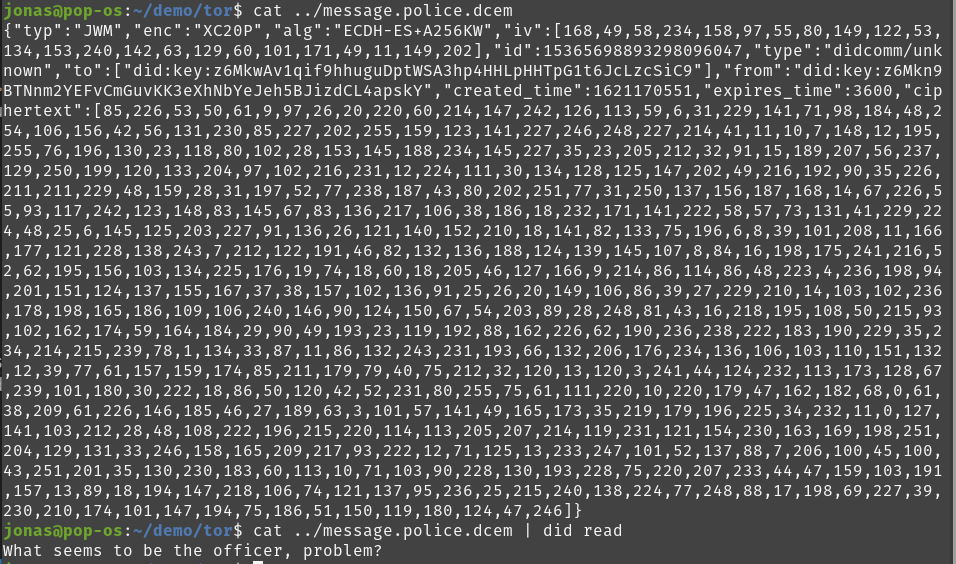 jonas@pop-os:~/demo/tor$ cat ../message.police.dcem
{"typ":"JWM","enc":"XC20P","alg":"ECDH-ES+A256KW","iv":[168,49,58,234,158,97,55,80,149,122,53,
134,153,240,142,63,129,60,101,171,49,11,149,202],"id":15365698893298096047,"type":"didcomm/unk
nown","to":["did:key:z6MkwAv1qif9hhuguDptWSA3hp4HHLpHHTpG1t6JcLzcSiC9"],"from":"did:key:z6Mkn9
BTNnm2YEFvCmGuvKK3eXhNbYeJeh5BJizdCL4apskY","created_time":1621170551,"expires_time":3600,"cip
hertext":[85,226,53,50,61,9,97,26,20,220,60,214,147,242,126,113,59,6,31,229,141,71,98,184,48,2
54,106,156,42,56,131,230,85,227,202,255,159,123,141,227,246,248,227,214,41,11,10,7,148,12,195,
255,76,196,130,23,118,80,102,28,153,145,188,234,145,227,35,23,205,212,32,91,15,189,207,56,237,
129,250,199,120,133,204,97,102,216,231,12,224,111,30,134,128,125,147,202,49,216,192,90,35,226,
211,211,229,48,159,28,31,197,52,77,238,187,43,80,202,251,77,31,250,137,156,187,168,14,67,226,5
5,93,117,242,123,148,83,145,67,83,136,217,106,38,186,18,232,171,141,222,58,57,73,131,41,229,22
4,48,25,6,145,125,203,227,91,136,26,121,140,152,210,18,141,82,133,75,196,6,8,39,101,208,11,166
,177,121,228,138,243,7,212,122,191,46,82,132,136,188,124,139,145,107,8,84,16,198,175,241,216,5
2,62,195,156,103,134,225,176,19,74,18,60,18,205,46,127,166,9,214,86,114,86,48,223,4,236,198,94
,201,151,124,137,155,167,37,38,157,102,136,91,25,26,20,149,106,86,39,27,229,210,14,103,102,236
,178,198,165,186,109,106,240,146,90,124,150,67,54,203,89,28,248,81,43,16,218,195,108,50,215,93
,102,162,174,59,164,184,29,90,49,193,23,119,192,88,162,226,62,190,236,238,222,183,190,229,35,2
34,214,215,239,78,1,134,33,87,11,86,132,243,231,193,66,132,206,176,234,136,106,103,110,151,132
,12,39,77,61,157,159,174,85,211,179,79,40,75,212,32,120,13,120,3,241,44,124,232,113,173,128,67
,239,101,180,30,222,18,86,50,120,42,52,231,80,255,75,61,111,220,10,220,179,47,162,182,68,0,61,
38,209,61,226,146,185,46,27,189,63,3,101,57,141,49,165,173,35,219,179,196,225,34,232,11,0,127,
141,103,212,28,48,108,222,196,215,220,114,113,205,207,214,119,231,121,154,230,163,169,198,251,
204,129,131,33,246,158,165,209,217,93,222,12,71,125,13,233,247,101,52,137,88,7,206,100,45,100,
43,251,201,35,130,230,183,60,113,10,71,103,90,228,130,193,228,75,220,207,233,44,47,159,103,191
,157,13,89,18,194,147,218,106,74,121,137,95,236,25,215,240,138,224,77,248,88,17,198,69,227,39,
230,210,174,101,147,194,75,186,51,150,119,180,124,47,246]}
jonas@pop-os:~/demo/tor$ cat ../message.police.dcem | did read
What seems to be the officer, problem?